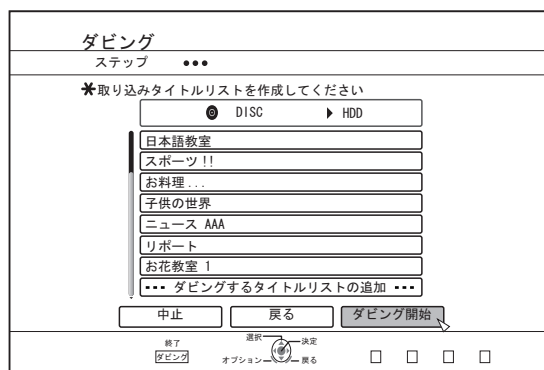 ダビング
ステップ •••
*取り込みタイトルリストを作成してください
DISC ▶ HDD
日本語教室
スポーツ !!
お料理...
子供の世界
ニュース AAA
リポート
お花教室 1
••• ダビングするタイトルリストの追加 •••
中止 戻る ダビング開始
終了 選択 決定
ダビング オプション 戻る